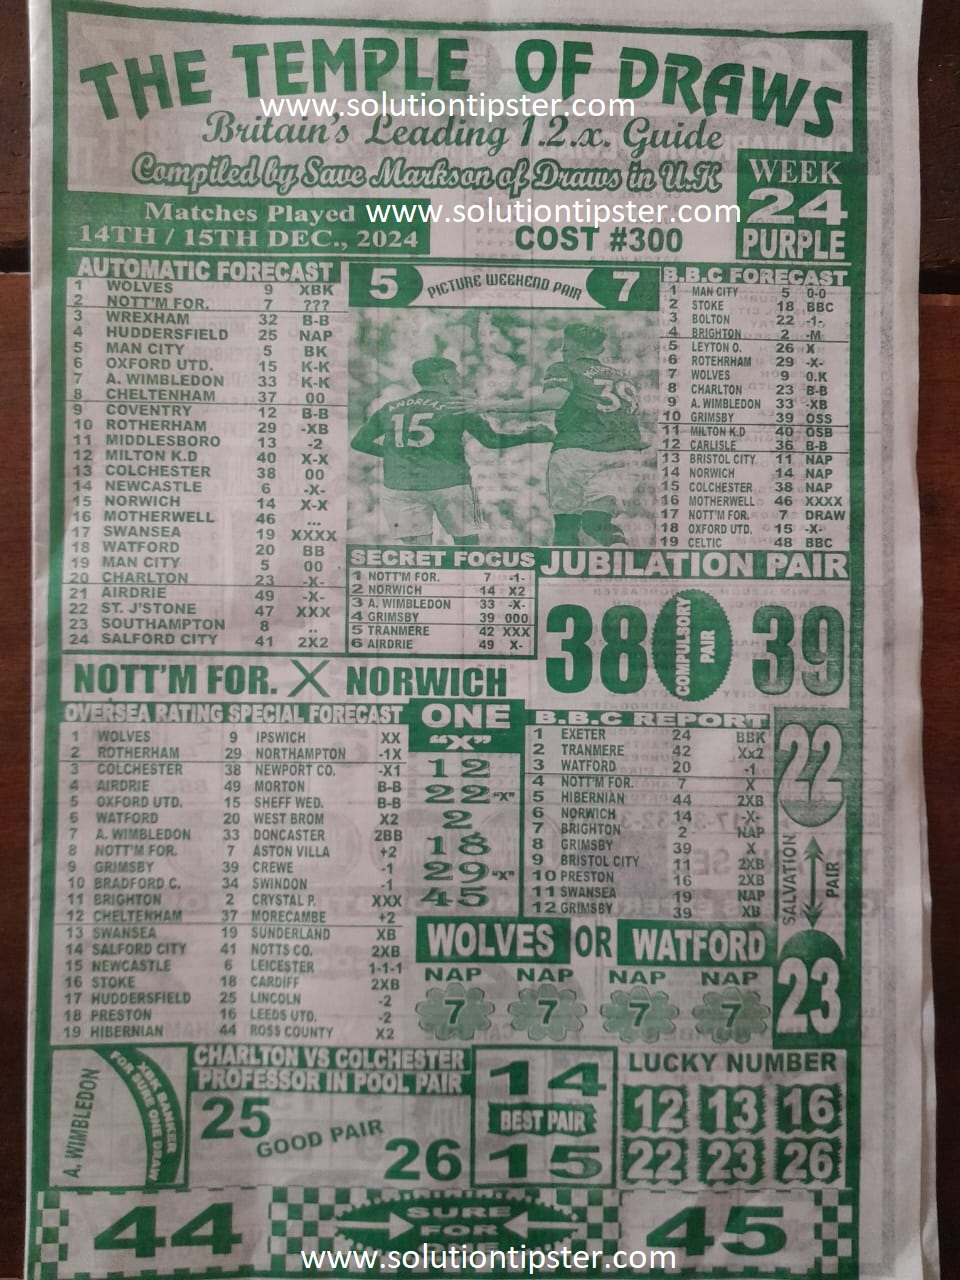 THE TEMPLE OF DRAWS
www.solutiontipster.com
Britain's Leading 1.2.x. Guide
Compiled by Save Markson of Draws in U.K
WEEK
24
PURPLE
Matches Played
www.solutiontipster.com
14TH / 15TH DEC., 2024
COST #300
AUTOMATIC FORECAST
1 WOLVES 9 XBK
2 NOTT'M FOR. 7 ???
3 WREXHAM 32 B-B
4 HUDDERSFIELD 25 NAP
5 MAN CITY 5 BK
6 OXFORD UTD. 15 K-K
7 A. WIMBLEDON 33 K-K
8 CHELTENHAM 37 00
9 COVENTRY 12 B-B
10 ROTHERHAM 29 -XB
11 MIDDLESBORO 13 -2
12 MILTON K.D 40 X-X
13 COLCHESTER 38 00
14 NEWCASTLE 6 -X-
15 NORWICH 14 X-X
16 MOTHERWELL 46 ...
17 SWANSEA 19 XXXX
18 WATFORD 20 BB
19 MAN CITY 5 00
20 CHARLTON 23 -X-
21 AIRDRIE 49 -X-
22 ST. J'STONE 47 XXX
23 SOUTHAMPTON 8 ..
24 SALFORD CITY 41 2X2
5 PICTURE WEEKEND PAIR 7
ANDREAS
15
39
B.B.C FORECAST
1 MAN CITY 5 0-0
2 STOKE 18 BBC
3 BOLTON 22 -1-
4 BRIGHTON 2 -M
5 LEYTON O. 26 X
6 ROTEHRHAM 29 -X-
7 WOLVES 9 0.K
8 CHARLTON 23 B-B
9 A. WIMBLEDON 33 -XB
10 GRIMSBY 39 OSS
11 MILTON K.D 40 OSB
12 CARLISLE 36 B-B
13 BRISTOL CITY 11 NAP
14 NORWICH 14 NAP
15 COLCHESTER 38 NAP
16 MOTHERWELL 46 XXXX
17 NOTT'M FOR. 7 DRAW
18 OXFORD UTD. 15 -X-
19 CELTIC 48 BBC
SECRET FOCUS
1 NOTT'M FOR. 7 -1-
2 NORWICH 14 X2
3 A. WIMBLEDON 33 -X-
4 GRIMSBY 39 000
5 TRANMERE 42 XXX
6 AIRDRIE 49 X-
JUBILATION PAIR
38 COMPULSORY PAIR 39
NOTT'M FOR. X NORWICH
OVERSEA RATING SPECIAL FORECAST
1 WOLVES 9 IPSWICH XX
2 ROTHERHAM 29 NORTHAMPTON -1X
3 COLCHESTER 38 NEWPORT CO. -X1
4 AIRDRIE 49 MORTON B-B
5 OXFORD UTD. 15 SHEFF WED. B-B
6 WATFORD 20 WEST BROM X2
7 A. WIMBLEDON 33 DONCASTER 2BB
8 NOTT'M FOR. 7 ASTON VILLA +2
9 GRIMSBY 39 CREWE -1
10 BRADFORD C. 34 SWINDON -1
11 BRIGHTON 2 CRYSTAL P. XXX
12 CHELTENHAM 37 MORECAMBE +2
13 SWANSEA 19 SUNDERLAND XB
14 SALFORD CITY 41 NOTTS CO. 2XB
15 NEWCASTLE 6 LEICESTER 1-1-1
16 STOKE 18 CARDIFF 2XB
17 HUDDERSFIELD 25 LINCOLN -2
18 PRESTON 16 LEEDS UTD. -2
19 HIBERNIAN 44 ROSS COUNTY X2
ONE
"X"
12
22 "X"
2
18
29 "X"
45
B.B.C REPORT
1 EXETER 24 BBK
2 TRANMERE 42 Xx2
3 WATFORD 20 -1
4 NOTT'M FOR. 7 X
5 HIBERNIAN 44 2XB
6 NORWICH 14 -X-
7 BRIGHTON 2 NAP
8 GRIMSBY 39 X
9 BRISTOL CITY 11 2XB
10 PRESTON 16 2XB
11 SWANSEA 19 NAP
12 GRIMSBY 39 XB
22
SALVATION PAIR
23
WOLVES OR WATFORD
NAP NAP NAP NAP
7 7 7 7
A. WIMBLEDON
XBK BANKER
FOR SURE ONE DRAW
CHARLTON VS COLCHESTER
PROFESSOR IN POOL PAIR
25 GOOD PAIR 26
14
BEST PAIR
15
LUCKY NUMBER
12 13 16
22 23 26
44
SURE
FOR
45
www.solutiontipster.com